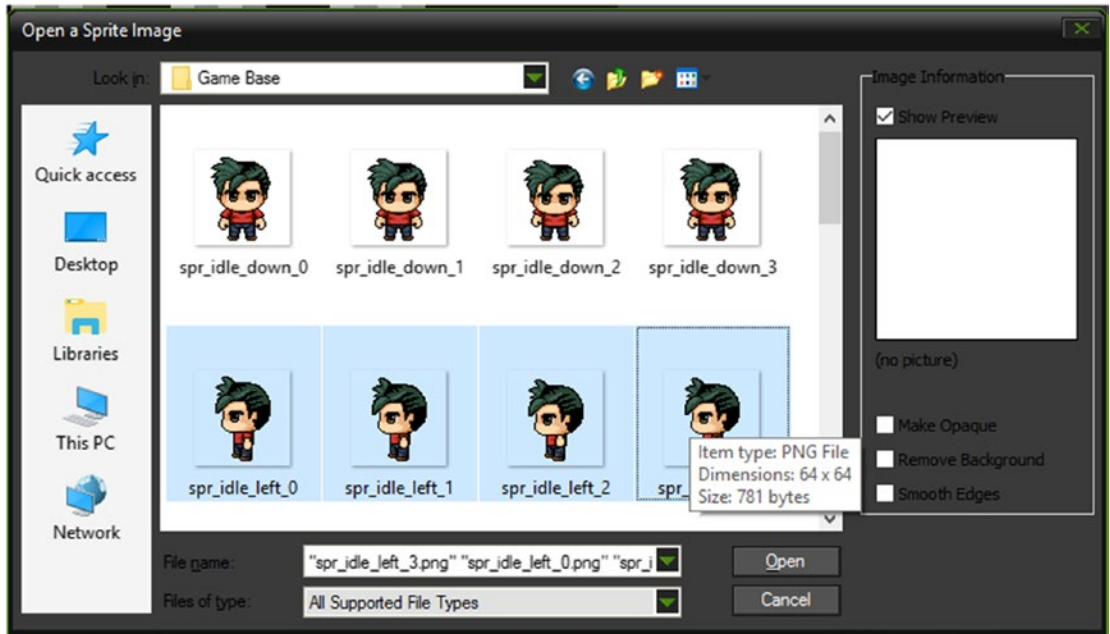 Open a Sprite Image
Look in: Game Base
Image Information
Show Preview
Quick access
spr_idle_down_0 spr_idle_down_1 spr_idle_down_2 spr_idle_down_3
Desktop
Libraries
(no picture)
This PC
Make Opaque
Item type: PNG File
Remove Background
Dimensions: 64 x 64
spr_idle_left_0 spr_idle_left_1 spr_idle_left_2 spr_
Size: 781 bytes
Smooth Edges
Network
File name: "spr_idle_left_3.png" "spr_idle_left_0.png" "spr_i
Open
Files of type: All Supported File Types
Cancel